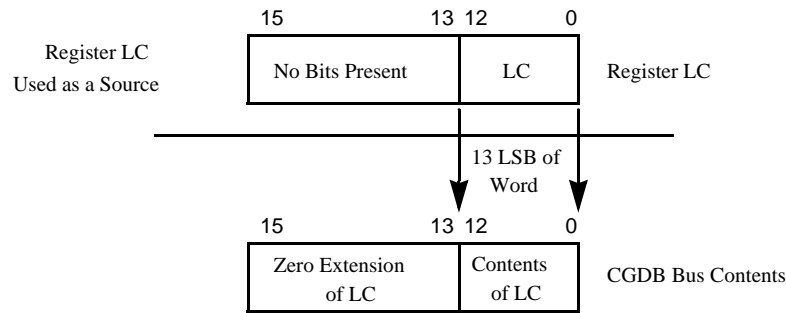 15 13 12 0
Register LC
Used as a Source
No Bits Present
LC
Register LC
13 LSB of
Word
15 13 12 0
Zero Extension
of LC
Contents
of LC
CGDB Bus Contents